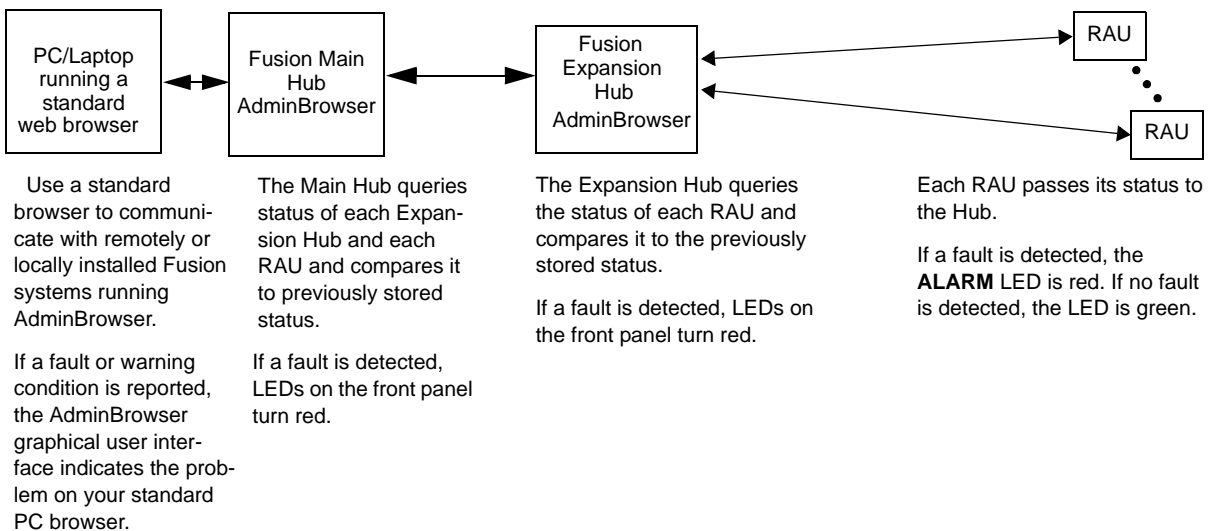 PC/Laptop
running a
standard
web browser
Fusion Main
Hub
AdminBrowser
Fusion
Expansion
Hub
AdminBrowser
RAU
RAU
Use a standard
browser to communi-
cate with remotely or
locally installed Fusion
systems running
AdminBrowser.
If a fault or warning
condition is reported,
the AdminBrowser
graphical user inter-
face indicates the prob-
lem on your standard
PC browser.
The Main Hub queries
status of each Expan-
sion Hub and each
RAU and compares it
to previously stored
status.
If a fault is detected,
LEDs on the front panel
turn red.
The Expansion Hub queries
the status of each RAU and
compares it to the previously
stored status.
If a fault is detected, LEDs on
the front panel turn red.
Each RAU passes its status to
the Hub.
If a fault is detected, the
ALARM LED is red. If no fault
is detected, the LED is green.